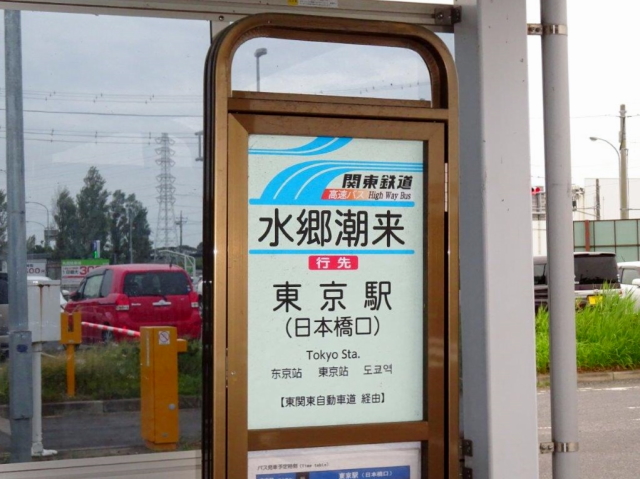 関東鉄道
高速バス High Way Bus
水郷潮来
行先
東京駅
(日本橋口)
Tokyo Sta.
东京站 東京站 도쿄역
【東関東自動車道 経由】
(Time table)
東京駅(日本橋口)